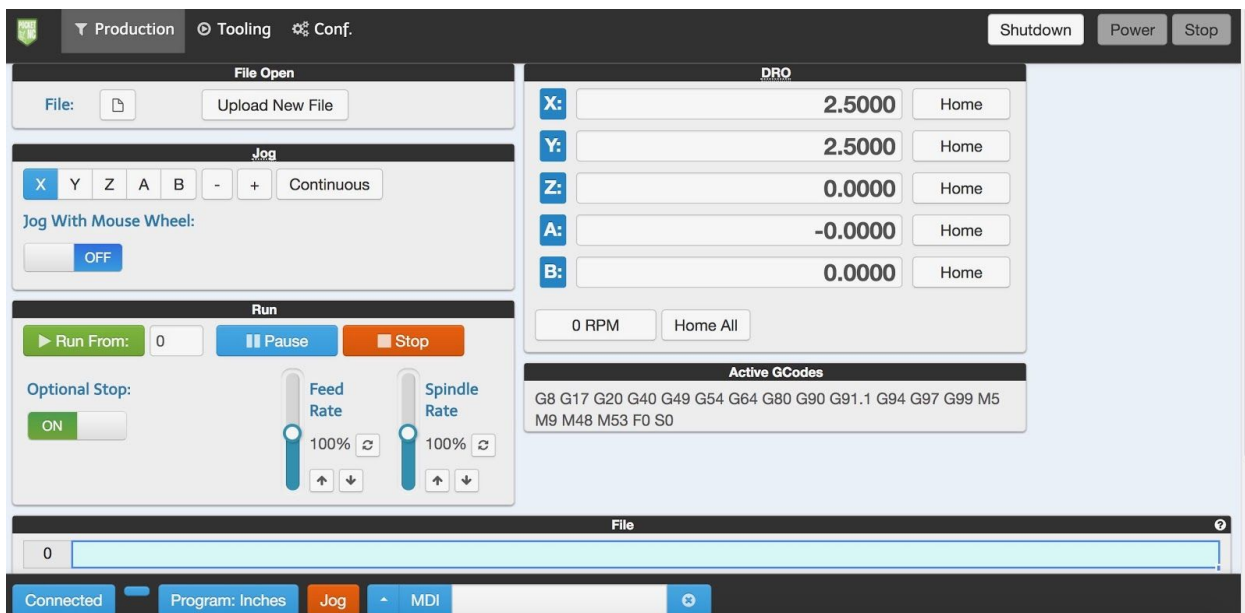 POCKET NC
Production Tooling Conf. Shutdown Power Stop
File Open
File: Upload New File
Jog
X Y Z A B - + Continuous
Jog With Mouse Wheel:
OFF
Run
Run From: 0 Pause Stop
Optional Stop:
ON
Feed Rate
100%
Spindle Rate
100%
DRO
X: 2.5000 Home
Y: 2.5000 Home
Z: 0.0000 Home
A: -0.0000 Home
B: 0.0000 Home
0 RPM Home All
Active GCodes
G8 G17 G20 G40 G49 G54 G64 G80 G90 G91.1 G94 G97 G99 M5
M9 M48 M53 F0 S0
File
0
Connected Program: Inches Jog MDI